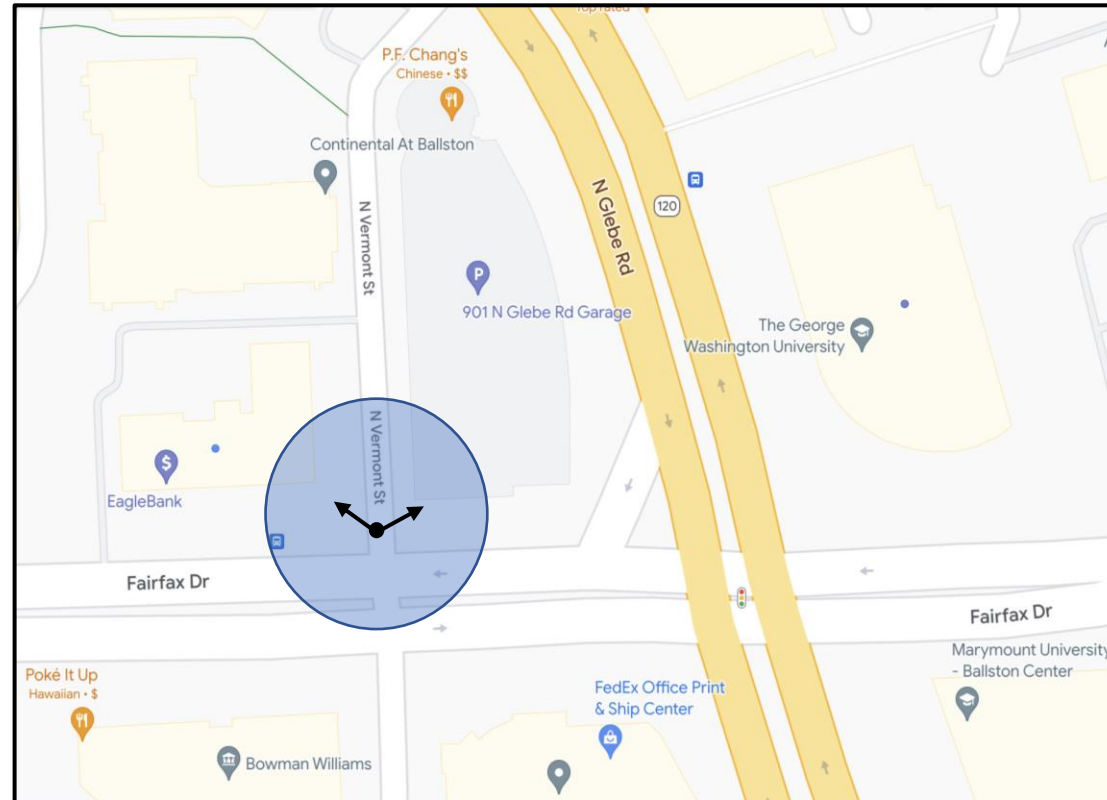 Top rated
P.F. Chang's
Chinese • $$
Continental At Ballston
N Vermont St
N Glebe Rd
120
P
901 N Glebe Rd Garage
The George
Washington University
N Vermont St
$
EagleBank
Fairfax Dr
Fairfax Dr
Marymount University
- Ballston Center
Poké It Up
Hawaiian • $
FedEx Office Print
& Ship Center
Bowman Williams